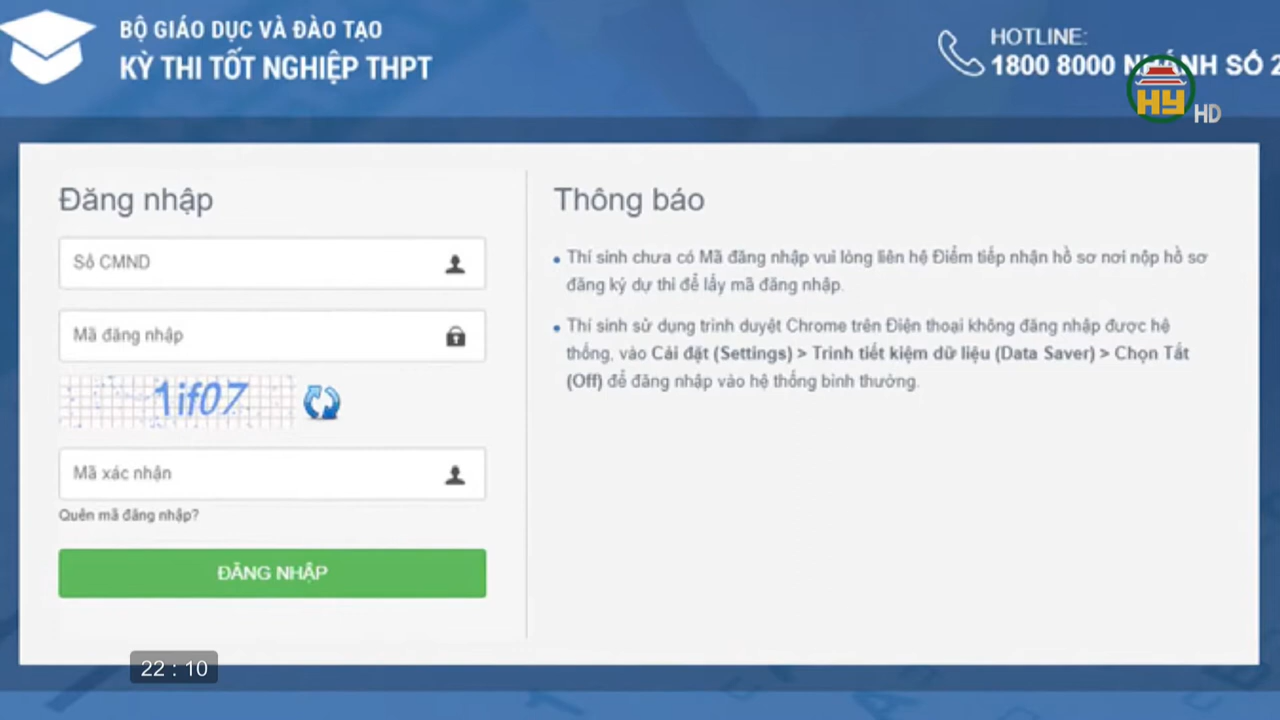 BỘ GIÁO DỤC VÀ ĐÀO TẠO
KỲ THI TỐT NGHIỆP THPT
HOTLINE:
1800 8000 NHÁNH SỐ 2
HY HD
Đăng nhập
Số CMND
Mã đăng nhập
1if07
Mã xác nhận
Quên mã đăng nhập?
ĐĂNG NHẬP
Thông báo
Thí sinh chưa có Mã đăng nhập vui lòng liên hệ Điểm tiếp nhận hồ sơ nơi nộp hồ sơ
đăng ký dự thi để lấy mã đăng nhập.
Thí sinh sử dụng trình duyệt Chrome trên Điện thoại không đăng nhập được hệ
thống, vào Cài đặt (Settings) > Trình tiết kiệm dữ liệu (Data Saver) > Chọn Tắt
(Off) để đăng nhập vào hệ thống bình thường.
22 : 10